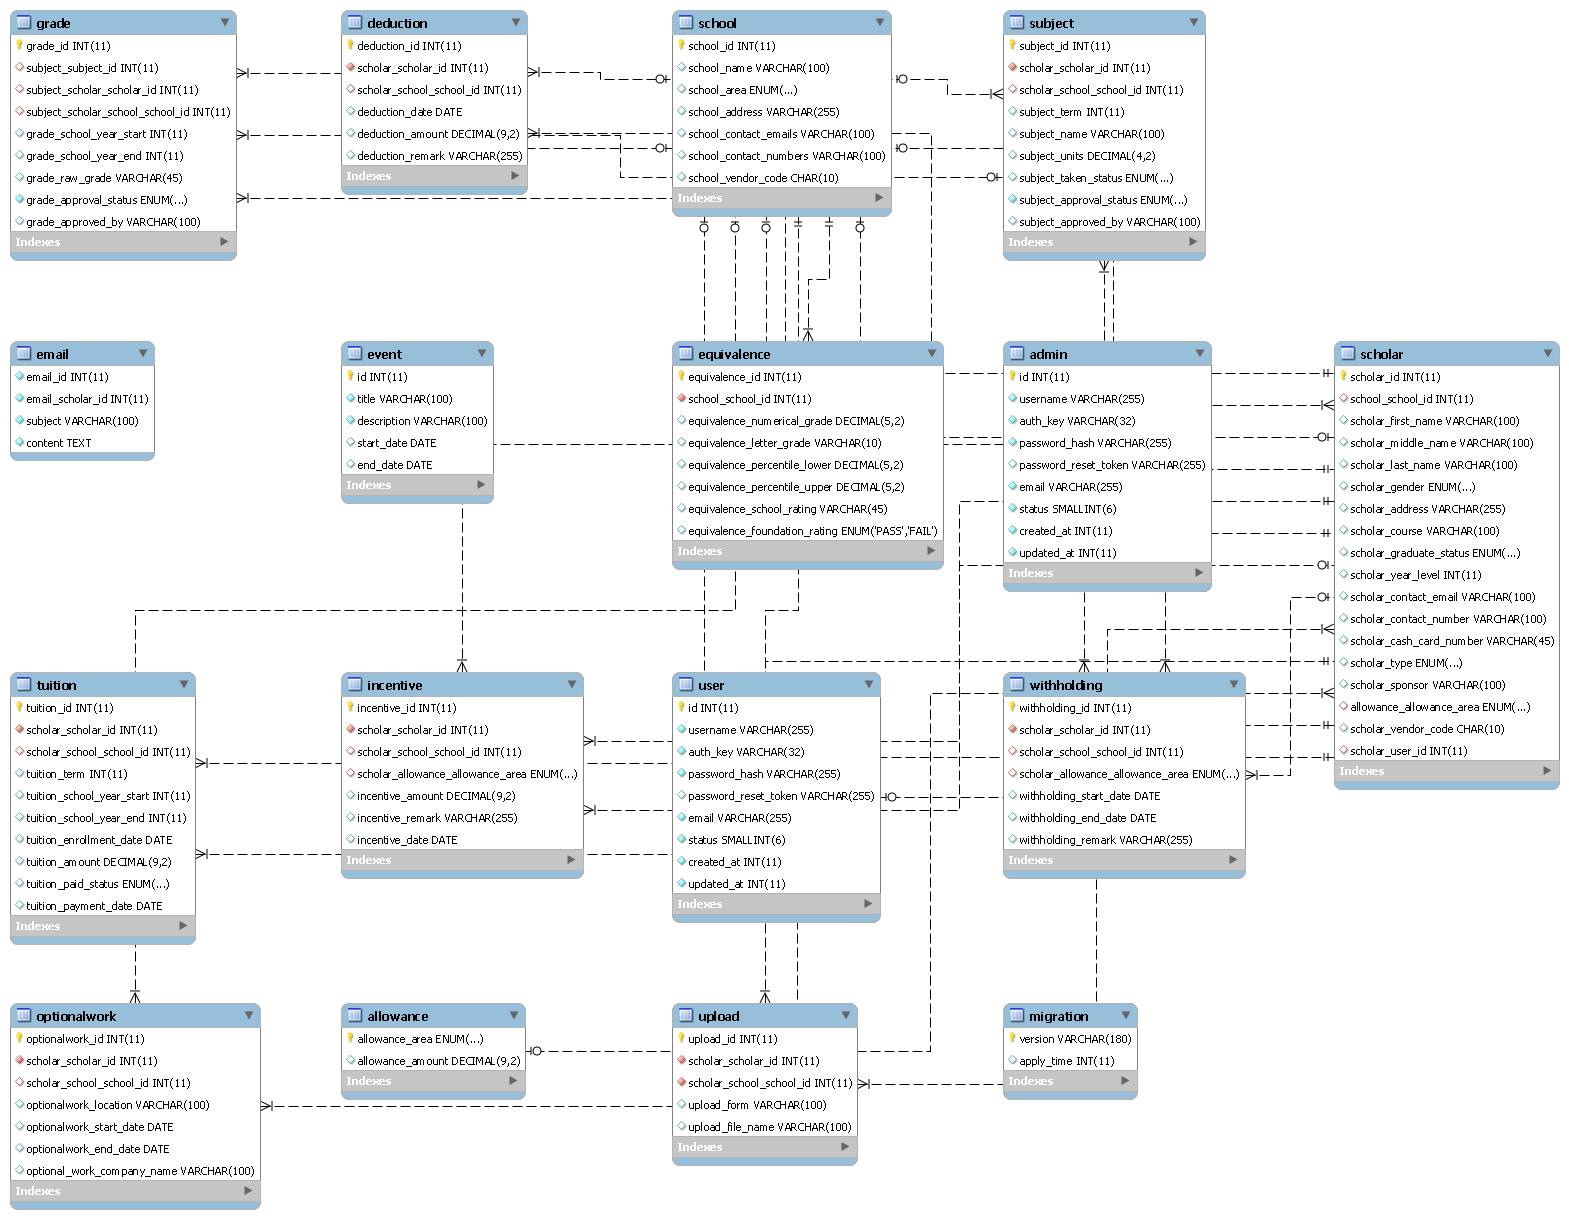 grade
grade_id INT(11)
subject_subject_id INT(11)
subject_scholar_scholar_id INT(11)
subject_scholar_school_school_id INT(11)
grade_school_year_start INT(11)
grade_school_year_end INT(11)
grade_raw_grade VARCHAR(45)
grade_approval_status ENUM(...)
grade_approved_by VARCHAR(100)
Indexes
deduction
deduction_id INT(11)
scholar_scholar_id INT(11)
scholar_school_school_id INT(11)
deduction_date DATE
deduction_amount DECIMAL(9,2)
deduction_remark VARCHAR(255)
Indexes
school
school_id INT(11)
school_name VARCHAR(100)
school_area ENUM(...)
school_address VARCHAR(255)
school_contact_emails VARCHAR(100)
school_contact_numbers VARCHAR(100)
school_vendor_code CHAR(10)
Indexes
subject
subject_id INT(11)
scholar_scholar_id INT(11)
scholar_school_school_id INT(11)
subject_term INT(11)
subject_name VARCHAR(100)
subject_units DECIMAL(4,2)
subject_taken_status ENUM(...)
subject_approval_status ENUM(...)
subject_approved_by VARCHAR(100)
Indexes
email
email_id INT(11)
email_scholar_id INT(11)
subject VARCHAR(100)
content TEXT
event
id INT(11)
title VARCHAR(100)
description VARCHAR(100)
start_date DATE
end_date DATE
Indexes
equivalence
equivalence_id INT(11)
school_school_id INT(11)
equivalence_numerical_grade DECIMAL(5,2)
equivalence_letter_grade VARCHAR(10)
equivalence_percentile_lower DECIMAL(5,2)
equivalence_percentile_upper DECIMAL(5,2)
equivalence_school_rating VARCHAR(45)
equivalence_foundation_rating ENUM('PASS','FAIL')
Indexes
admin
id INT(11)
username VARCHAR(255)
auth_key VARCHAR(32)
password_hash VARCHAR(255)
password_reset_token VARCHAR(255)
email VARCHAR(255)
status SMALLINT(6)
created_at INT(11)
updated_at INT(11)
Indexes
scholar
scholar_id INT(11)
school_school_id INT(11)
scholar_first_name VARCHAR(100)
scholar_middle_name VARCHAR(100)
scholar_last_name VARCHAR(100)
scholar_gender ENUM(...)
scholar_address VARCHAR(255)
scholar_course VARCHAR(100)
scholar_graduate_status ENUM(...)
scholar_year_level INT(11)
scholar_contact_email VARCHAR(100)
scholar_contact_number VARCHAR(100)
scholar_cash_card_number VARCHAR(45)
scholar_type ENUM(...)
scholar_sponsor VARCHAR(100)
allowance_allowance_area ENUM(...)
scholar_vendor_code CHAR(10)
scholar_user_id INT(11)
Indexes
tuition
tuition_id INT(11)
scholar_scholar_id INT(11)
scholar_school_school_id INT(11)
tuition_term INT(11)
tuition_school_year_start INT(11)
tuition_school_year_end INT(11)
tuition_enrollment_date DATE
tuition_amount DECIMAL(9,2)
tuition_paid_status ENUM(...)
tuition_payment_date DATE
Indexes
incentive
incentive_id INT(11)
scholar_scholar_id INT(11)
scholar_school_school_id INT(11)
scholar_allowance_allowance_area ENUM(...)
incentive_amount DECIMAL(9,2)
incentive_remark VARCHAR(255)
incentive_date DATE
Indexes
user
id INT(11)
username VARCHAR(255)
auth_key VARCHAR(32)
password_hash VARCHAR(255)
password_reset_token VARCHAR(255)
email VARCHAR(255)
status SMALLINT(6)
created_at INT(11)
updated_at INT(11)
Indexes
withholding
withholding_id INT(11)
scholar_scholar_id INT(11)
scholar_school_school_id INT(11)
scholar_allowance_allowance_area ENUM(...)
withholding_start_date DATE
withholding_end_date DATE
withholding_remark VARCHAR(255)
Indexes
optionalwork
optionalwork_id INT(11)
scholar_scholar_id INT(11)
scholar_school_school_id INT(11)
optionalwork_location VARCHAR(100)
optionalwork_start_date DATE
optionalwork_end_date DATE
optional_work_company_name VARCHAR(100)
Indexes
allowance
allowance_area ENUM(...)
allowance_amount DECIMAL(9,2)
Indexes
upload
upload_id INT(11)
scholar_scholar_id INT(11)
scholar_school_school_id INT(11)
upload_form VARCHAR(100)
upload_file_name VARCHAR(100)
Indexes
migration
version VARCHAR(180)
apply_time INT(11)
Indexes